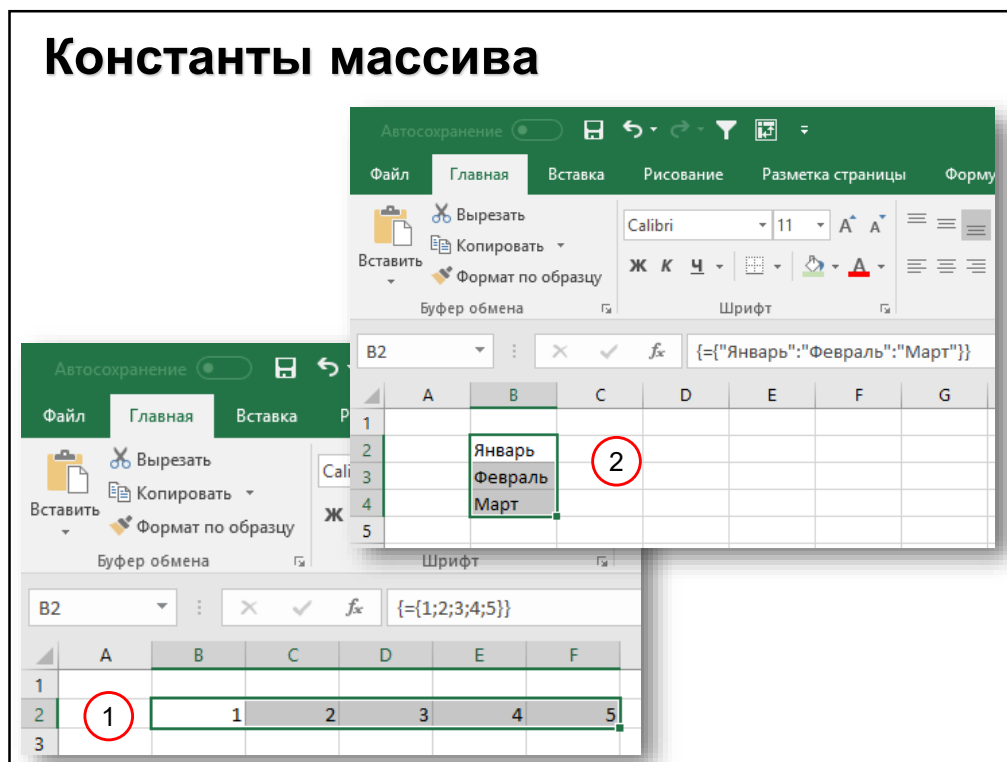 Константы массива
Автосохранение
Файл Главная Вставка Рисование Разметка страницы Форму
Вставить
Вырезать
Копировать
Формат по образцу
Буфер обмена
Calibri 11 А А
Ж К Ч А
Шрифт
B2 fx {={"Январь":"Февраль":"Март"}}
A B C D E F G
1
2 Январь
3 Февраль
4 Март
5
2
Автосохранение
Файл Главная Вставка Р
Вставить
Вырезать
Копировать
Формат по образцу
Буфер обмена
Cali
Ж
Шрифт
B2 fx {={1;2;3;4;5}}
A B C D E F
1
2 1 2 3 4 5
3
1